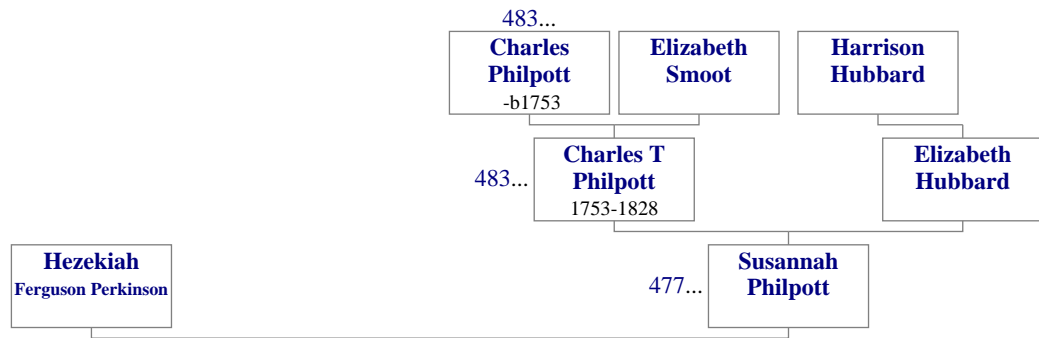 483...
Charles
Philpott
-b1753
Elizabeth
Smoot
Harrison
Hubbard
483...
Charles T
Philpott
1753-1828
Elizabeth
Hubbard
Hezekiah
Ferguson Perkinson
477...
Susannah
Philpott